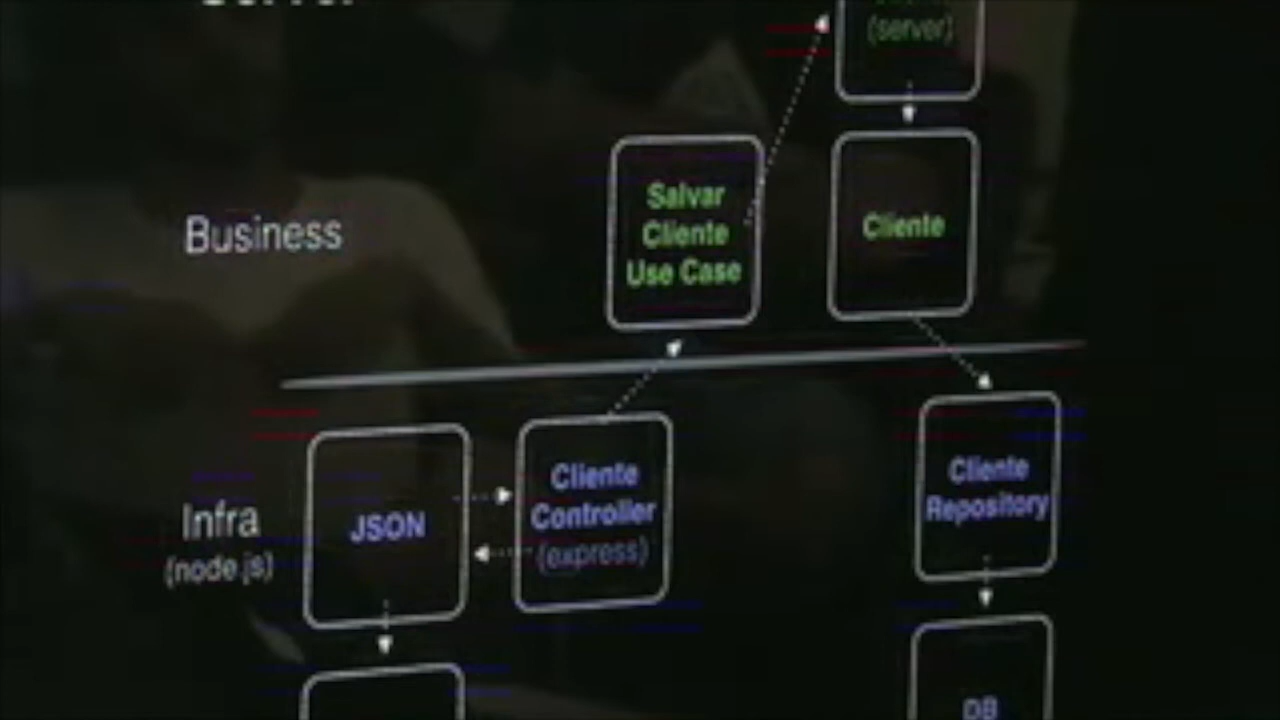 (server)
Business
Salvar
Cliente
Use Case
Cliente
Infra
(node.js)
JSON
Cliente
Controller
(express)
Cliente
Repository
DB